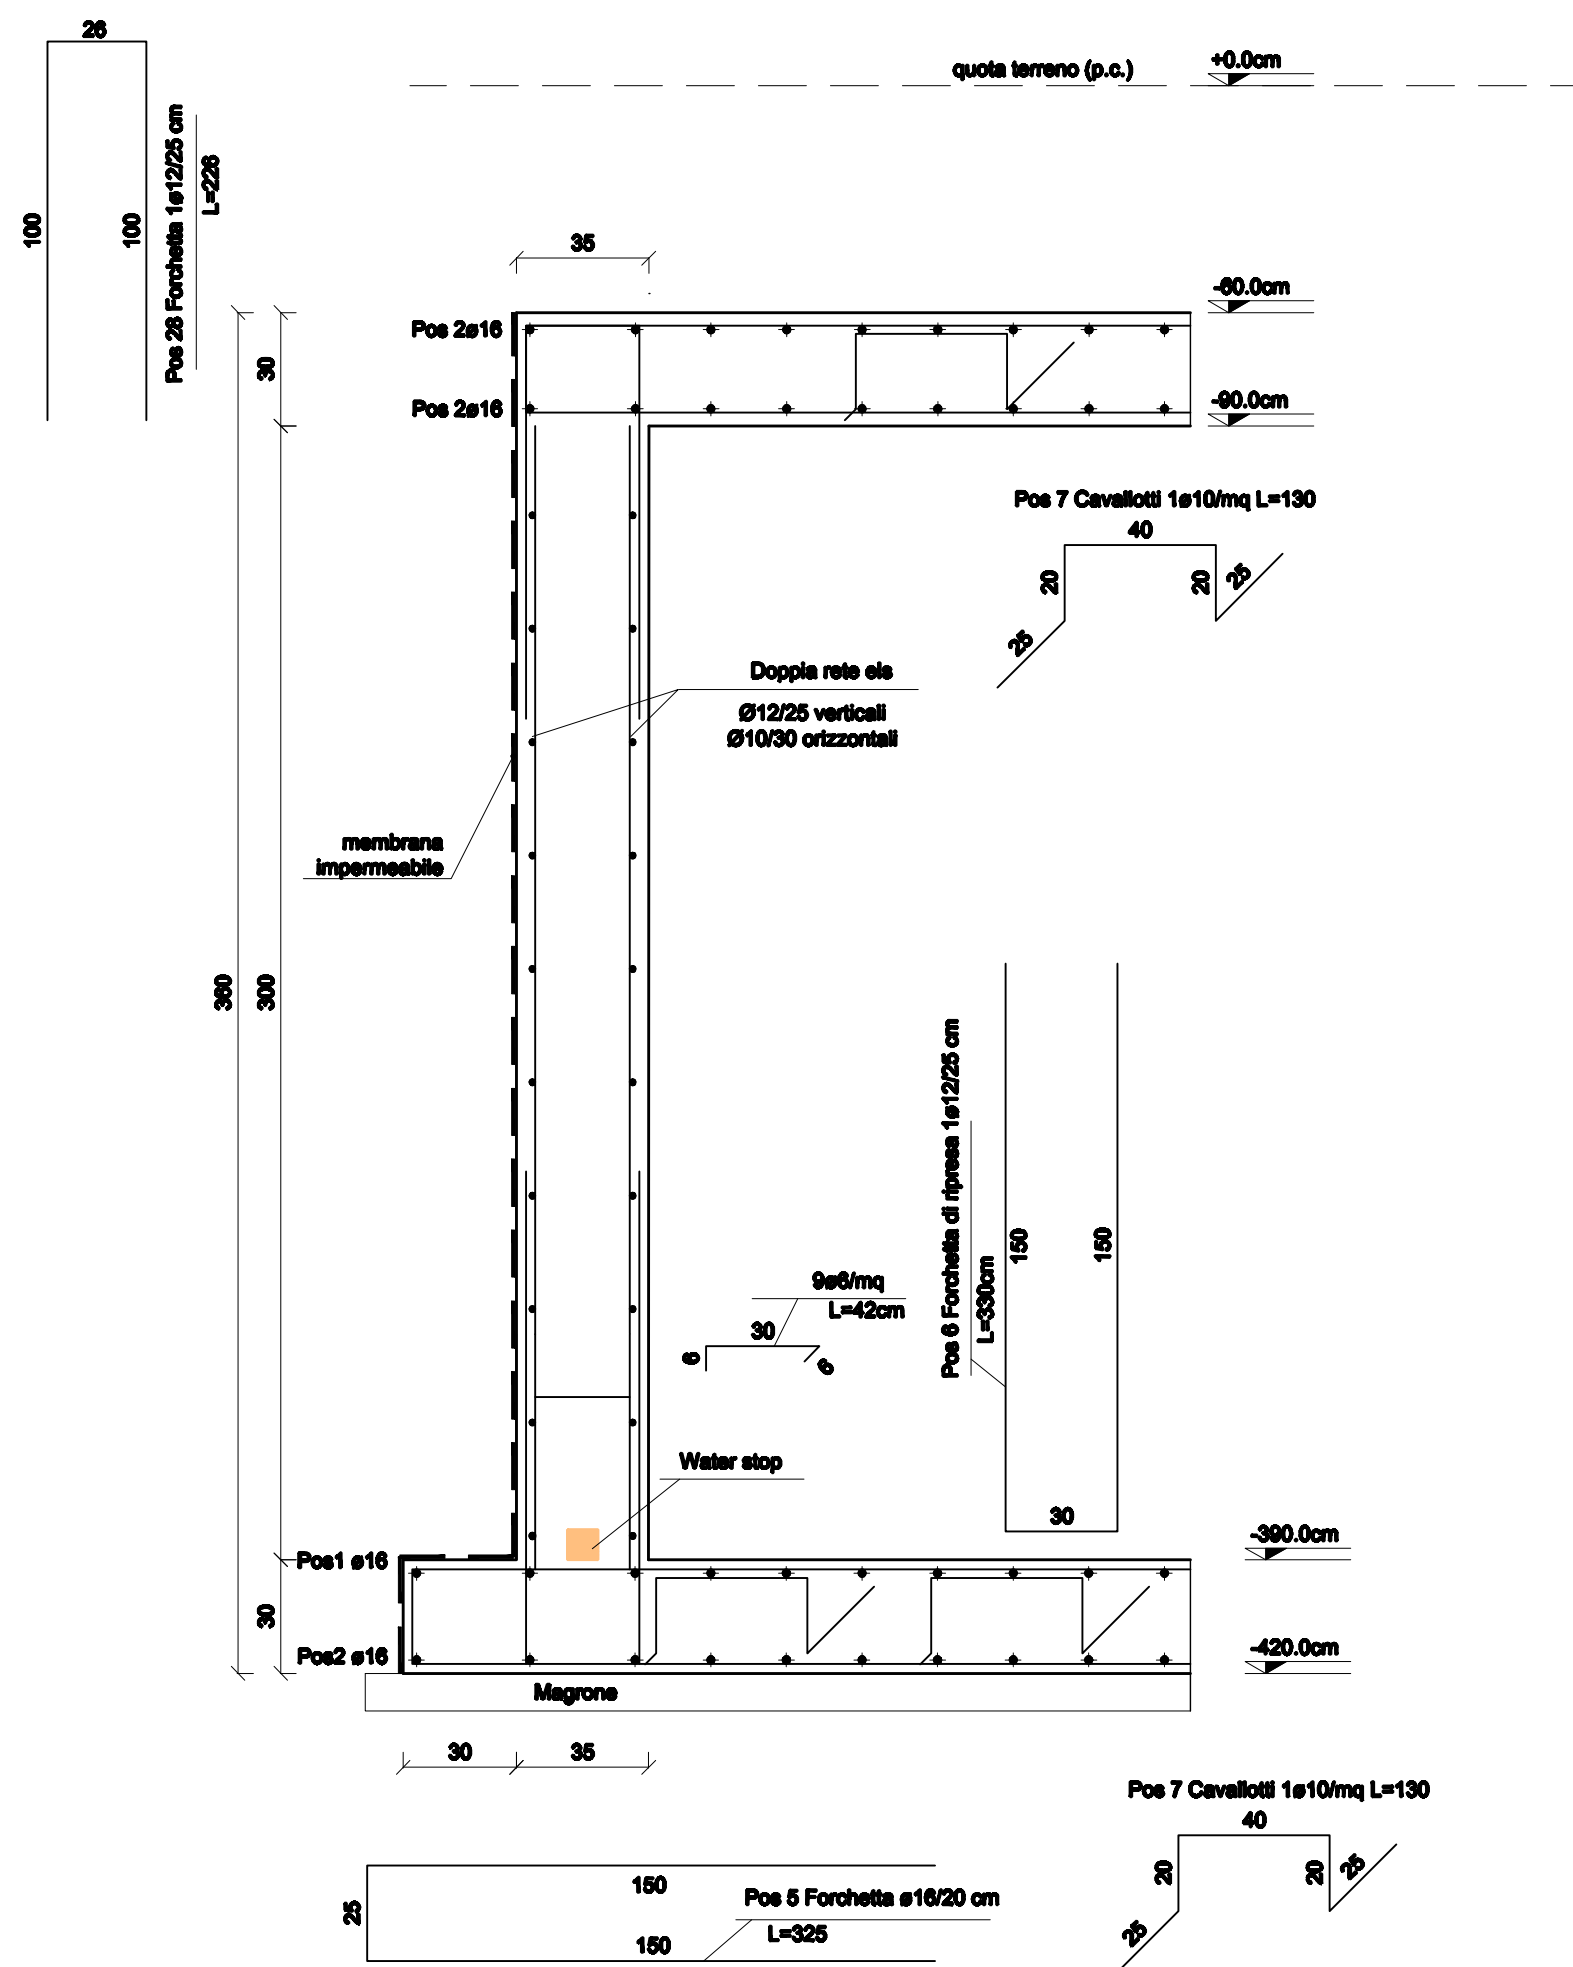 26
quota terreno (p.c.)
+0.0cm
100
100
Pos 28 Forchetta 1ø12/25 cm
L=226
35
-60.0cm
Pos 2ø16
30
Pos 2ø16
-90.0cm
Pos 7 Cavallotti 1ø10/mq L=130
40
20
20
25
25
Doppia rete els
Ø12/25 verticali
Ø10/30 orizzontali
membrana
impermeabile
360
300
Pos 6 Forchetta di ripresa 1ø12/25 cm
L=330cm
150
150
30
9ø6/mq
L=42cm
30
6
6
Water stop
-390.0cm
Pos1 ø16
30
Pos2 ø16
-420.0cm
Magrone
30
35
Pos 7 Cavallotti 1ø10/mq L=130
40
20
20
25
25
150
25
Pos 5 Forchetta ø16/20 cm
L=325
150